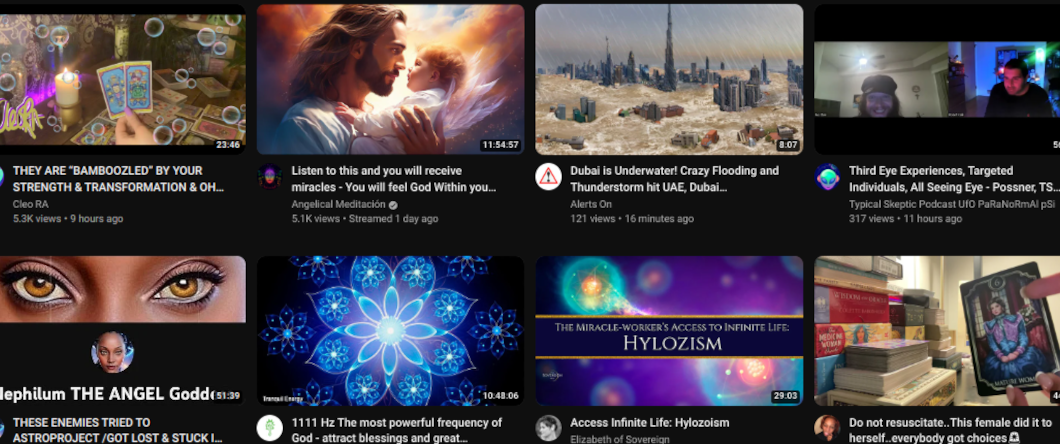 23:46
11:54:57
8:07
THEY ARE "BAMBOOZLED" BY YOUR
STRENGTH & TRANSFORMATION & OH...
Cleo RA
5.3K views • 9 hours ago
Listen to this and you will receive
miracles - You will feel God Within you...
Angelical Meditación
5.1K views • Streamed 1 day ago
Dubai is Underwater! Crazy Flooding and
Thunderstorm hit UAE, Dubai...
Alerts On
121 views • 16 minutes ago
Third Eye Experiences, Targeted
Individuals, All Seeing Eye - Possner, TS...
Typical Skeptic Podcast UfO PaRaNoRmAl pSi
317 views • 11 hours ago
Nephilum THE ANGEL Godde
51:39
Tranquil Energy
10:48:06
THE MIRACLE-WORKER'S ACCESS TO INFINITE LIFE:
HYLOZISM
29:03
WISDOM
MEDICINE
WOMAN
MATURE WOMAN
THESE ENEMIES TRIED TO
ASTROPROJECT /GOT LOST & STUCK I...
1111 Hz The most powerful frequency of
God - attract blessings and great...
Access Infinite Life: Hylozoism
Elizabeth of Sovereign
Do not resuscitate..This female did it to
herself..everybody got choices